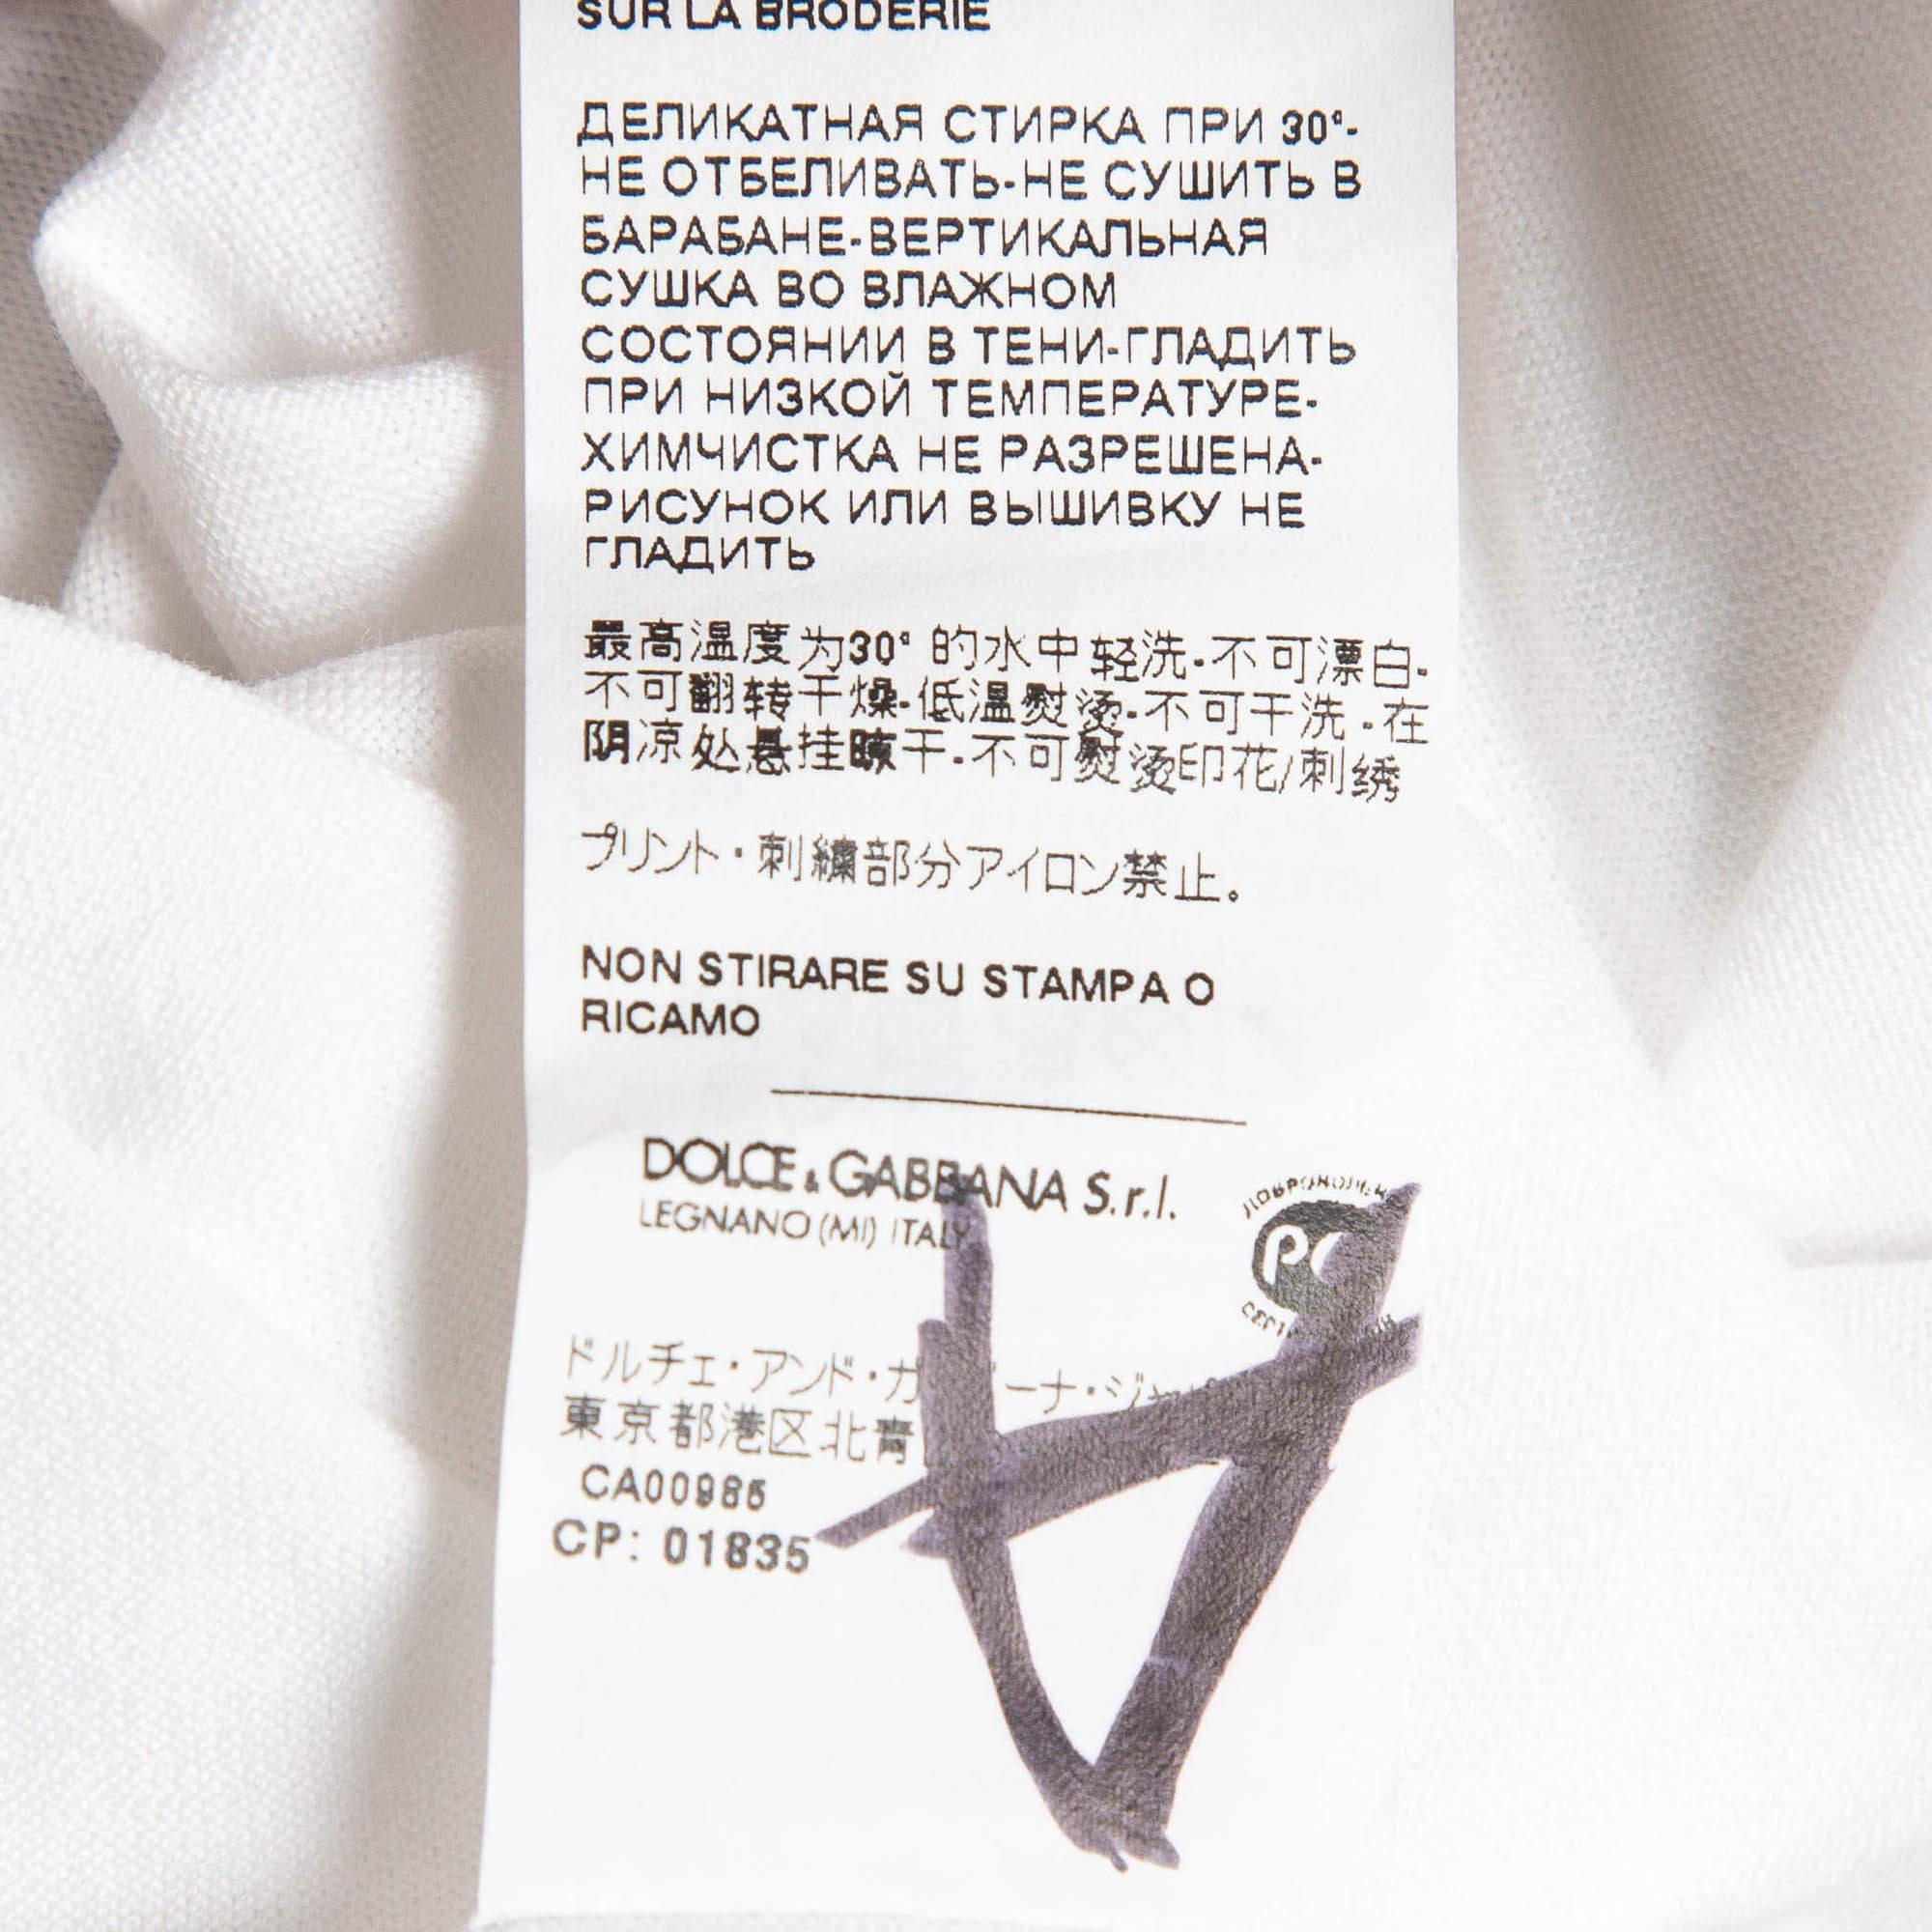 SUR LA BRODERIE
ДЕЛИКАТНАЯ СТИРКА ПРИ 30°-
НЕ ОТБЕЛИВАТЬ-НЕ СУШИТЬ В
БАРАБАНЕ-ВЕРТИКАЛЬНАЯ
СУШКА ВО ВЛАЖНОМ
СОСТОЯНИИ В ТЕНИ-ГЛАДИТЬ
ПРИ НИЗКОЙ ТЕМПЕРАТУРЕ-
ХИМЧИСТКА НЕ РАЗРЕШЕНА-
РИСУНОК ИЛИ ВЫШИВКУ НЕ
ГЛАДИТЬ
最高温度为30° 的水中轻洗.不可漂白.
不可翻转干燥.低温熨烫.不可干洗.在
阴凉处悬挂晾干.不可熨烫印花/刺绣
プリント・刺繍部分アイロン禁止。
NON STIRARE SU STAMPA O
RICAMO
DOLCE & GABBANA S.r.l.
LEGNANO (MI) ITALY
ドルチェ・アンド・
東京都港区北青
CA00985
CP: 01835